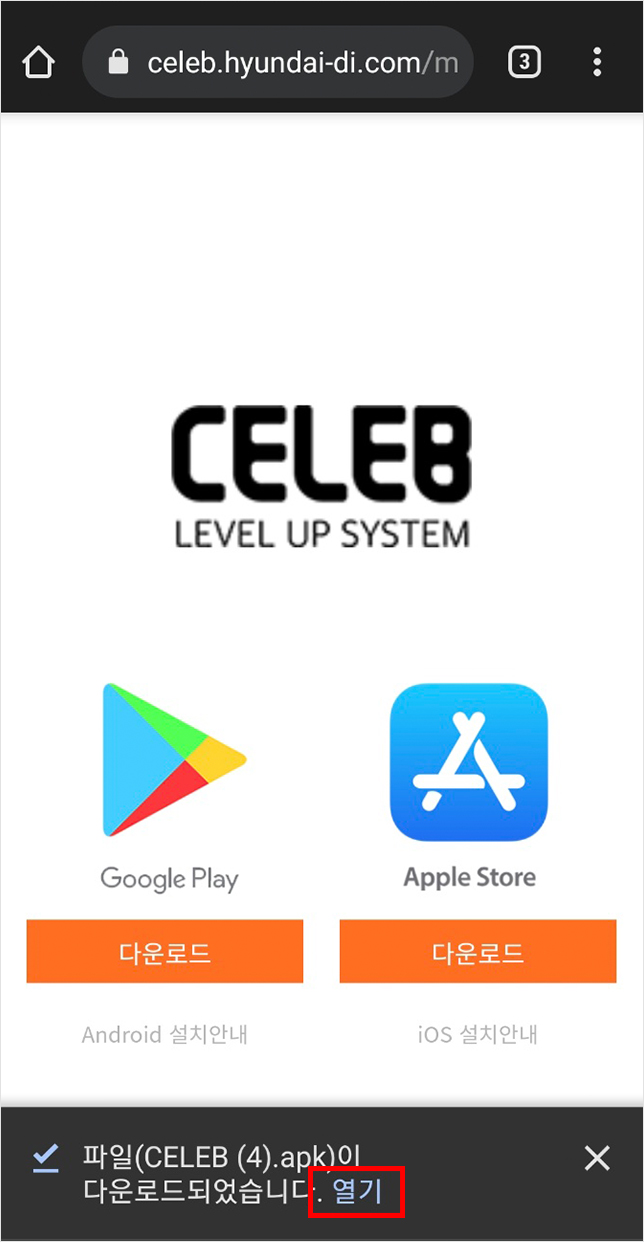 celeb.hyundai-di.com/m
3
CELEB
LEVEL UP SYSTEM
Google Play
Apple Store
다운로드
다운로드
Android 설치안내
iOS 설치안내
파일(CELEB (4).apk)이
다운로드되었습니다. 열기